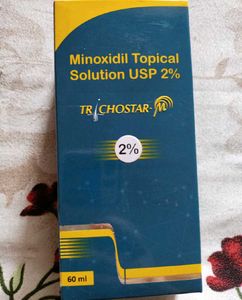 Minoxidil Topical
Solution USP 2%
TRICHOSTAR-M
2%
60 ml